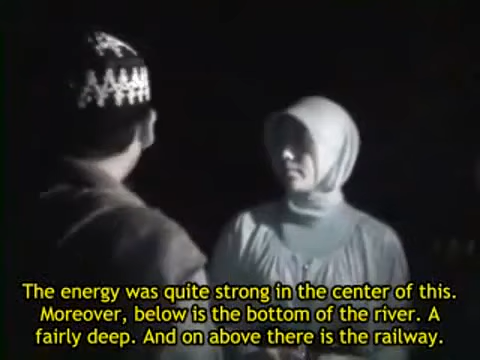 The energy was quite strong in the center of this.
Moreover, below is the bottom of the river. A
fairly deep. And on above there is the railway.